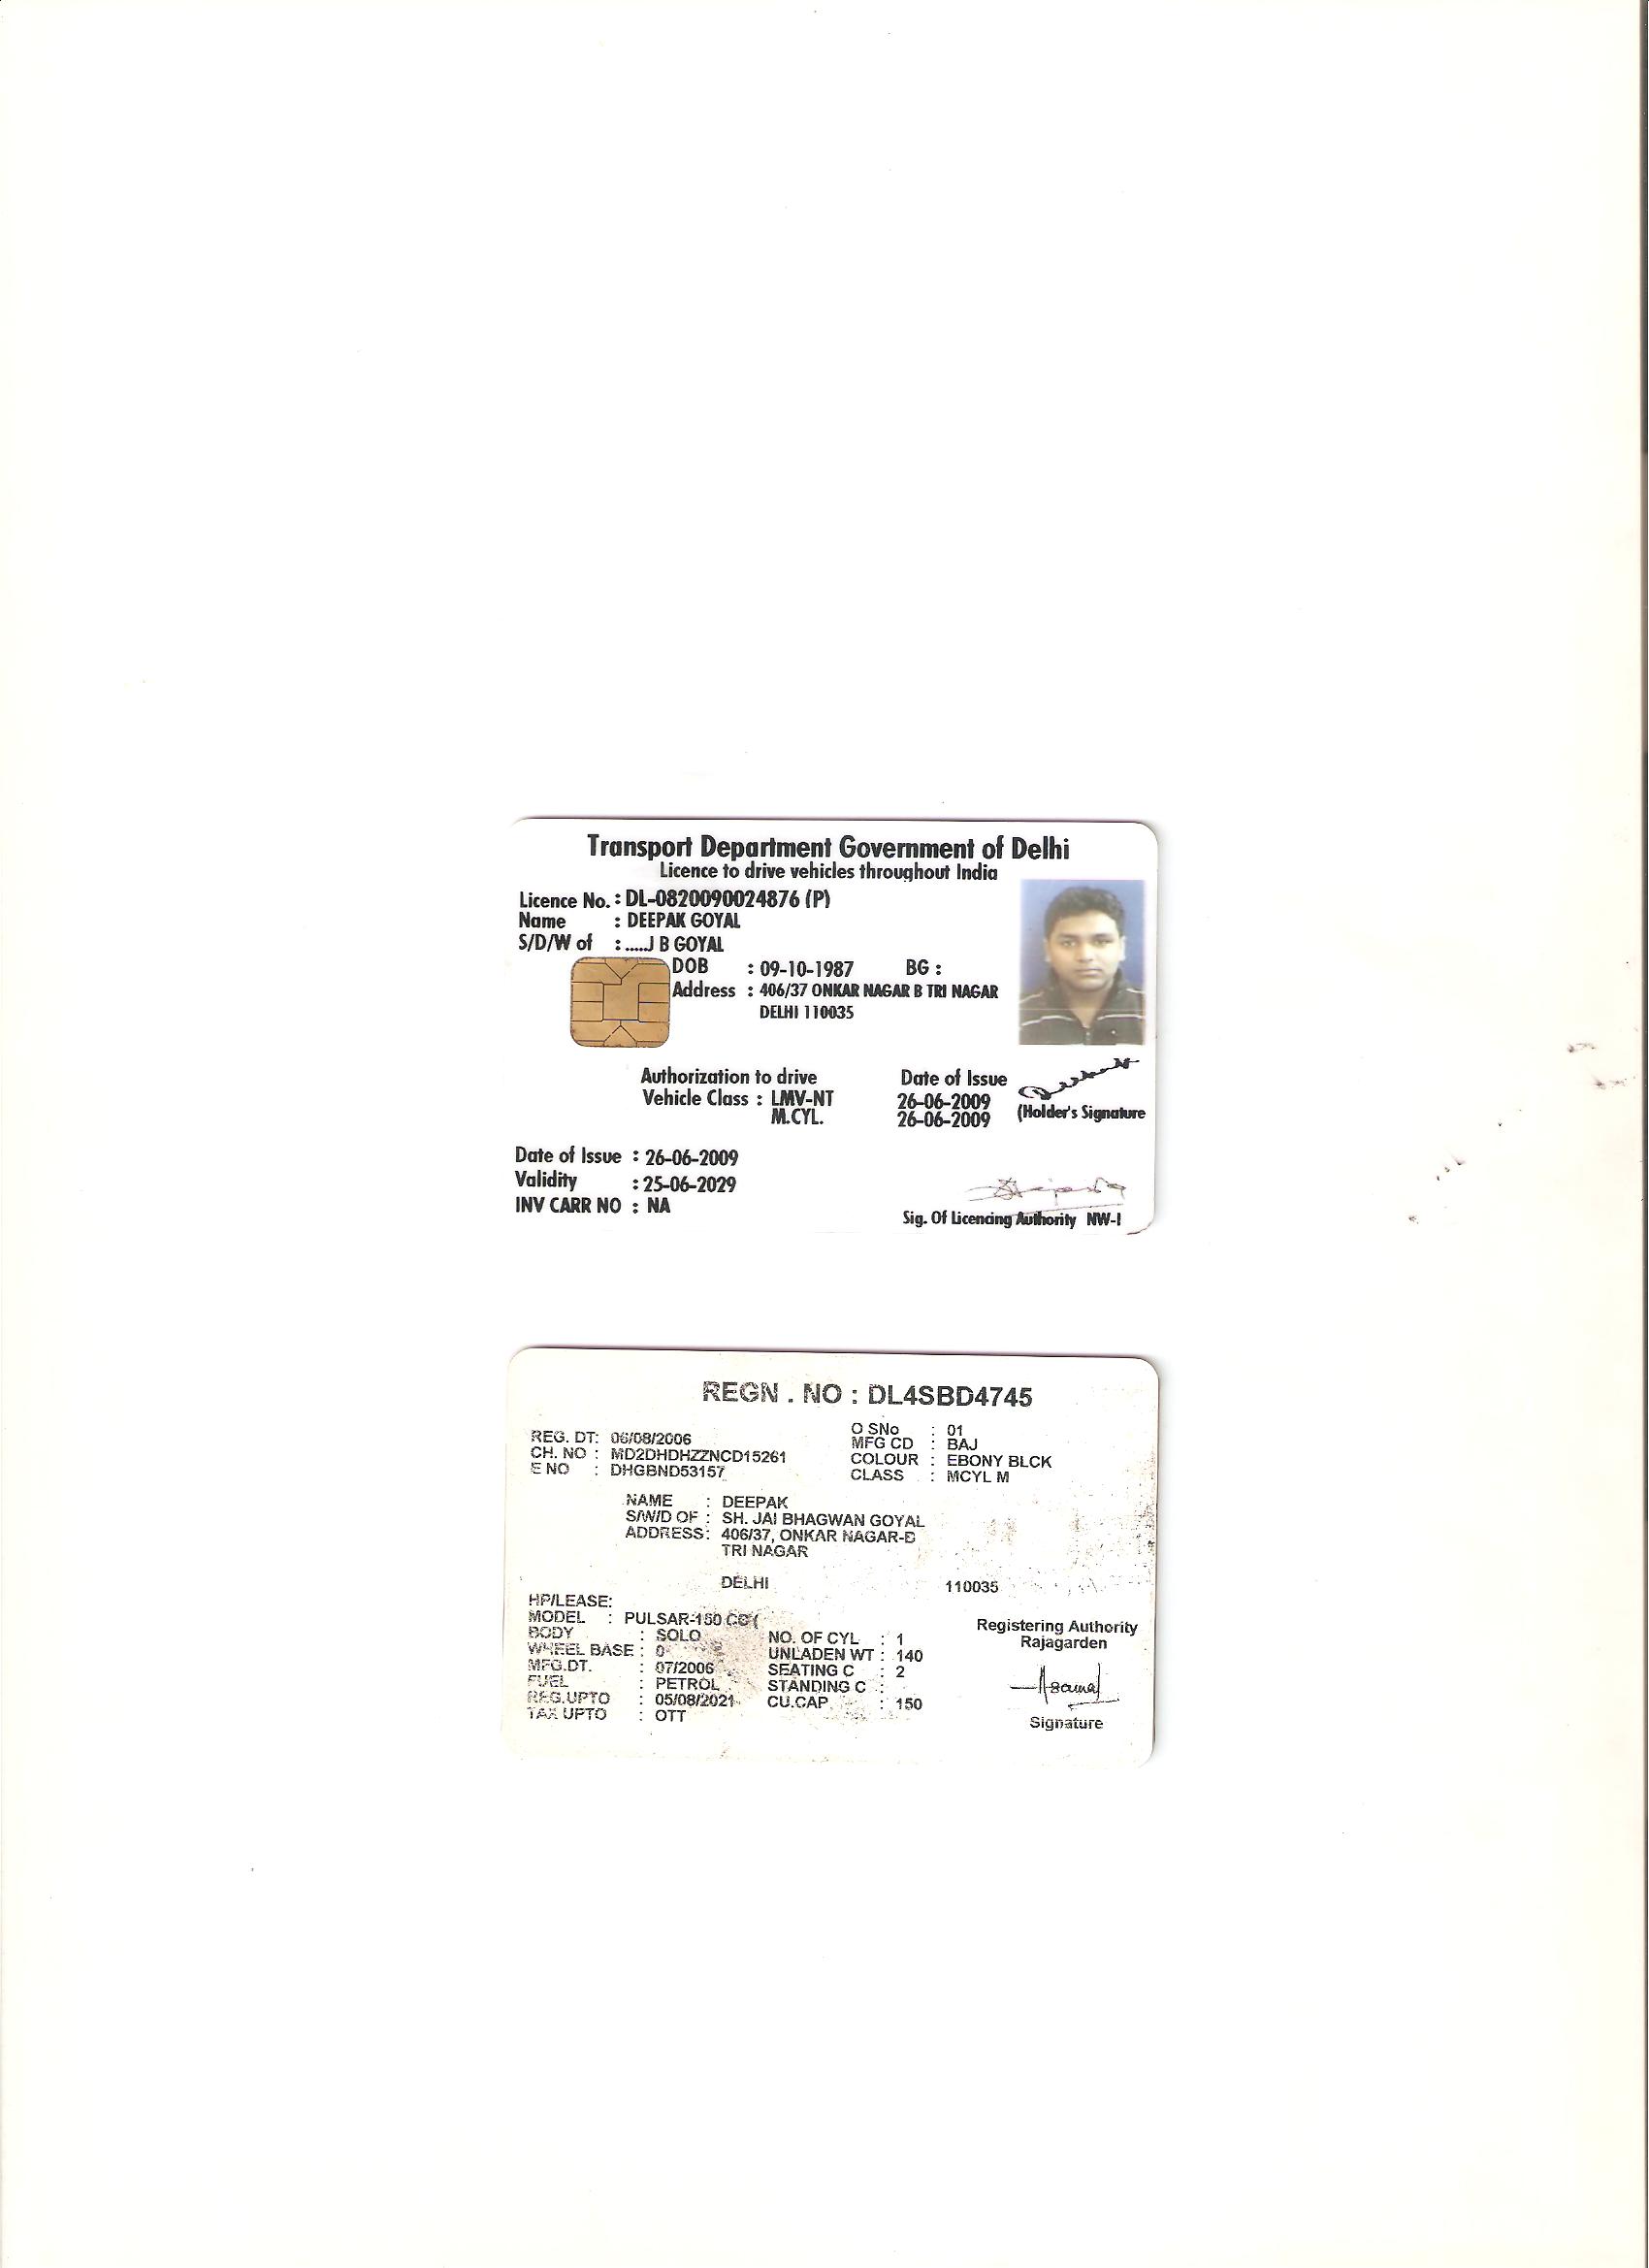 Transport Department Government of Delhi
Licence to drive vehicles throughout India
Licence No. : DL-0820090024876 (P)
Name : DEEPAK GOYAL
S/D/W of : .....J B GOYAL
DOB : 09-10-1987 BG :
Address : 406/37 ONKAR NAGAR B TRI NAGAR
DELHI 110035
Authorization to drive Date of Issue
Vehicle Class : LMV-NT 26-06-2009
M.CYL. 26-06-2009
(Holder's Signature
Date of Issue : 26-06-2009
Validity : 25-06-2029
INV CARR NO : NA
Sig. Of Licencing Authority NW-I
REGN . NO : DL4SBD4745
REG. DT: 06/08/2006 O SNo : 01
CH. NO : MD2DHDHZZNCD15261 MFG CD : BAJ
E NO : DHGBND53157 COLOUR : EBONY BLCK
CLASS : MCYL M
NAME : DEEPAK
S/W/D OF : SH. JAI BHAGWAN GOYAL
ADDRESS: 406/37, ONKAR NAGAR-B
TRI NAGAR
DELHI 110035
HP/LEASE:
MODEL : PULSAR-150
BODY : SOLO NO. OF CYL : 1
WHEEL BASE : 0 UNLADEN WT : 140
MFG.DT. : 07/2006 SEATING C : 2
FUEL : PETROL STANDING C :
REG.UPTO : 05/08/2021 CU.CAP : 150
TAX UPTO : OTT
Registering Authority
Rajagarden
Signature